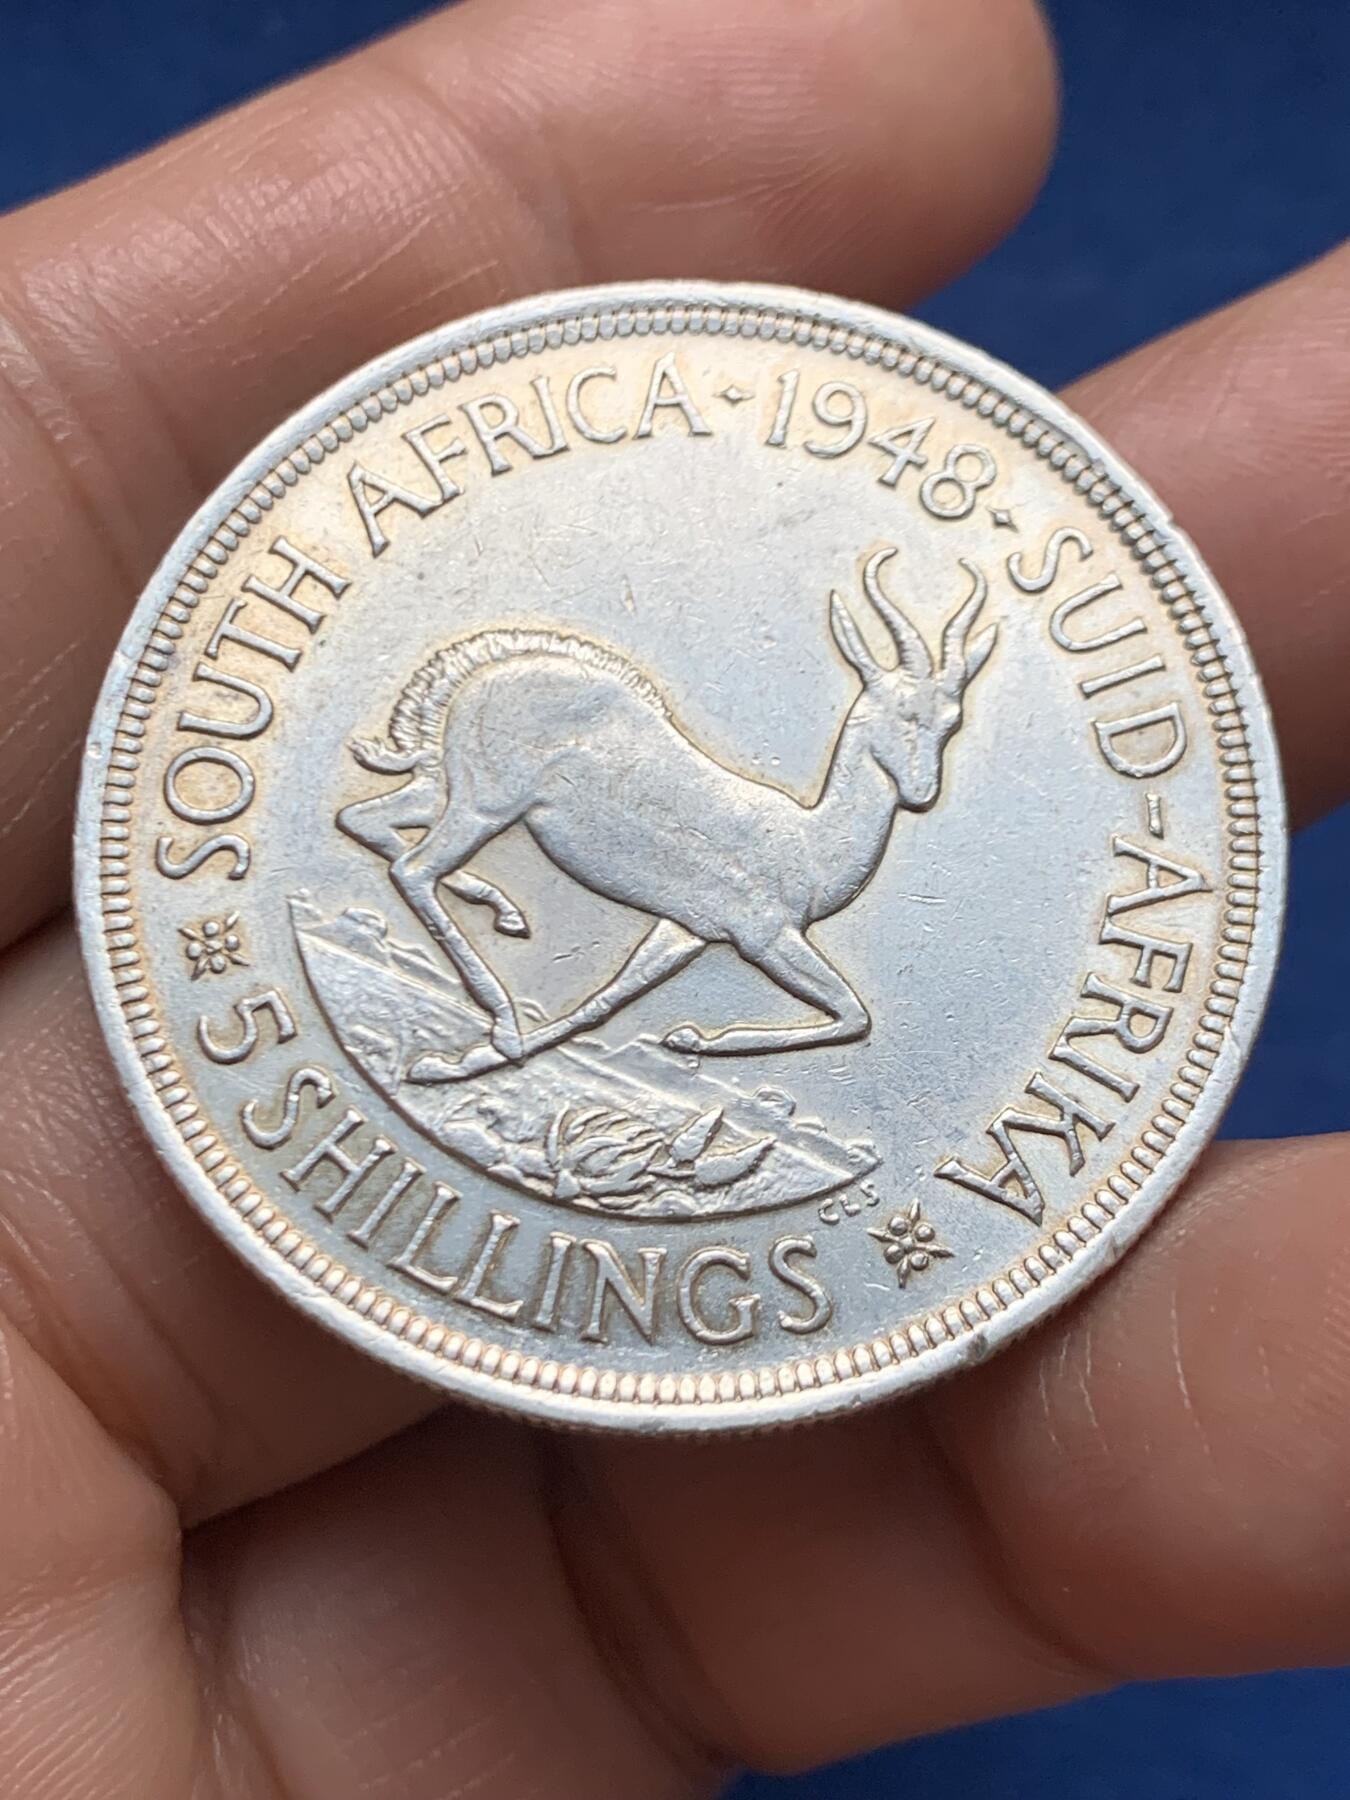 SOUTH AFRICA · 1948 · SUID-AFRIKA
5 SHILLINGS
CLS